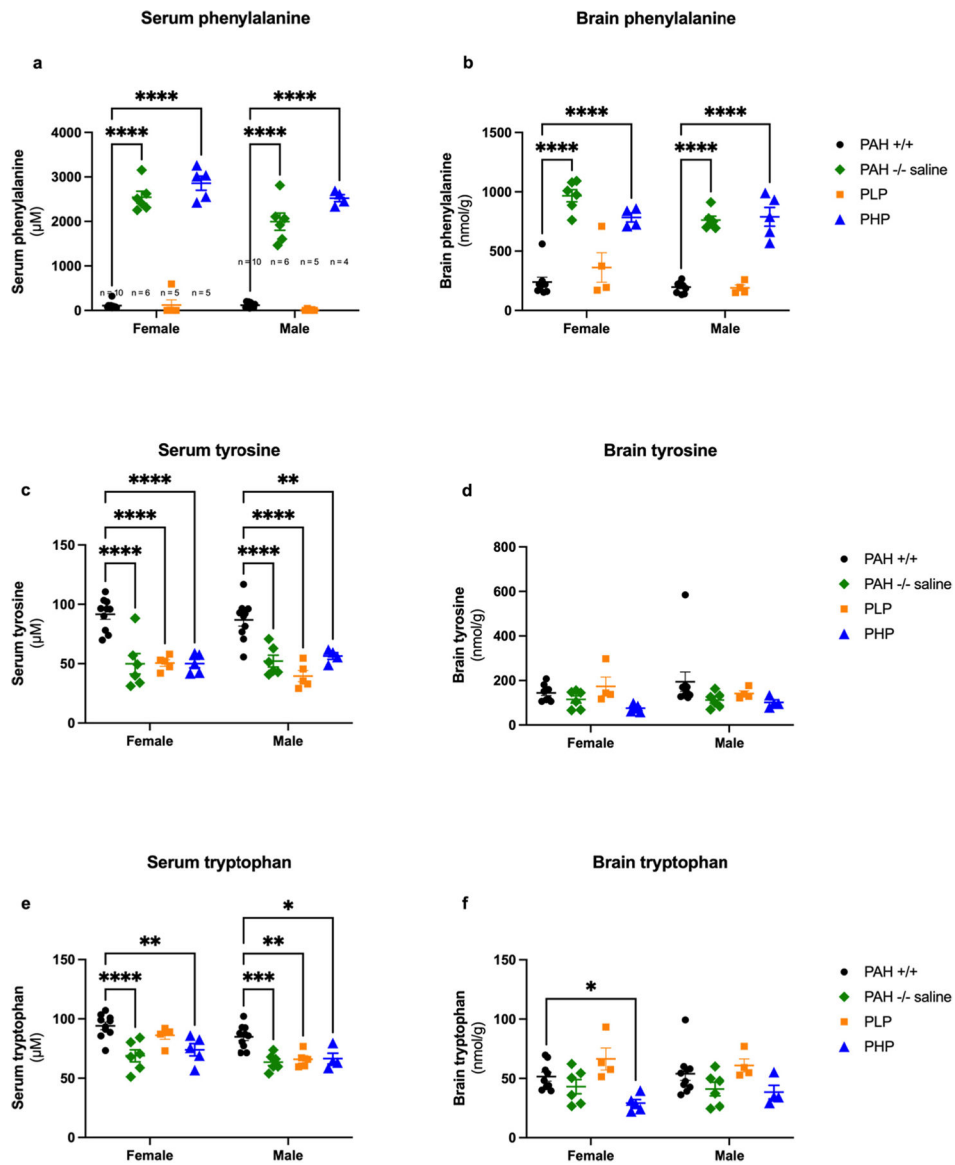 Serum phenylalanine
Brain phenylalanine
a
b
****
****
****
****
****
****
****
****
4000
3000
2000
1000
0
Serum phenylalanine
(µM)
n = 10
n = 6
n = 5
n = 5
n = 10
n = 6
n = 5
n = 4
Female
Male
1500
1000
500
0
Brain phenylalanine
(nmol/g)
Female
Male
PAH +/+
PAH -/- saline
PLP
PHP
Serum tyrosine
Brain tyrosine
c
d
****
**
****
****
****
****
150
100
50
0
Serum tyrosine
(µM)
Female
Male
800
600
400
200
0
Brain tyrosine
(nmol/g)
Female
Male
PAH +/+
PAH -/- saline
PLP
PHP
Serum tryptophan
Brain tryptophan
e
f
*
**
**
****
***
*
150
100
50
0
Serum tryptophan
(µM)
Female
Male
150
100
50
0
Brain tryptophan
(nmol/g)
Female
Male
PAH +/+
PAH -/- saline
PLP
PHP